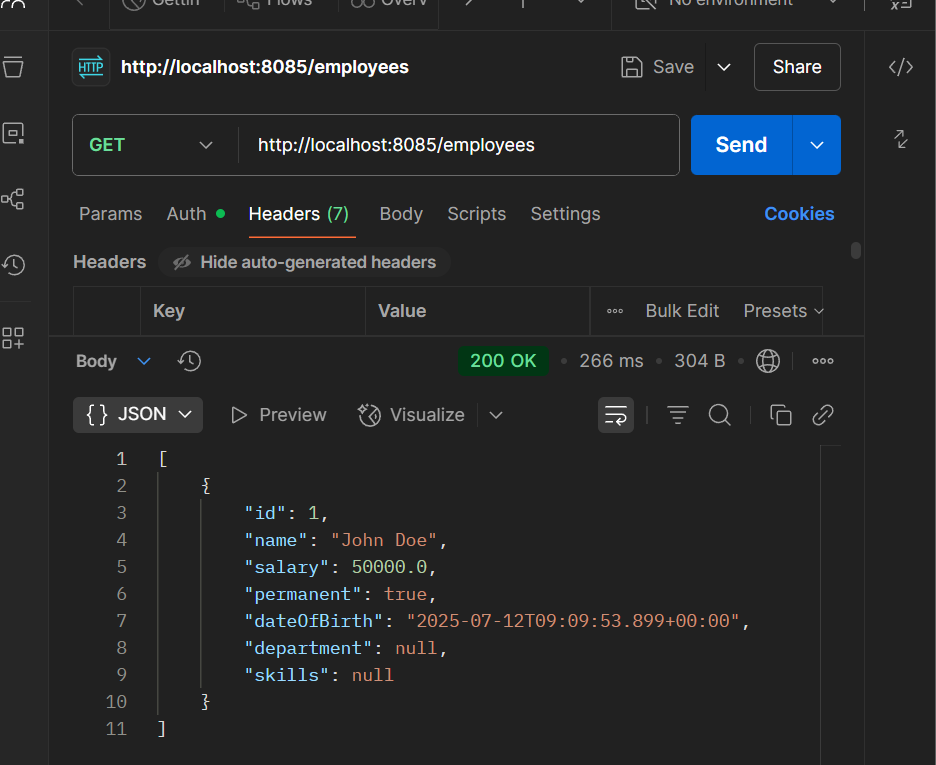 Gettin Flows Overv No environment
HTTP http://localhost:8085/employees Save Share
GET http://localhost:8085/employees Send
Params Auth Headers (7) Body Scripts Settings Cookies
Headers Hide auto-generated headers
Key Value Bulk Edit Presets
Body 200 OK • 266 ms • 304 B •
{} JSON Preview Visualize
1 [
2 {
3 "id": 1,
4 "name": "John Doe",
5 "salary": 50000.0,
6 "permanent": true,
7 "dateOfBirth": "2025-07-12T09:09:53.899+00:00",
8 "department": null,
9 "skills": null
10 }
11 ]